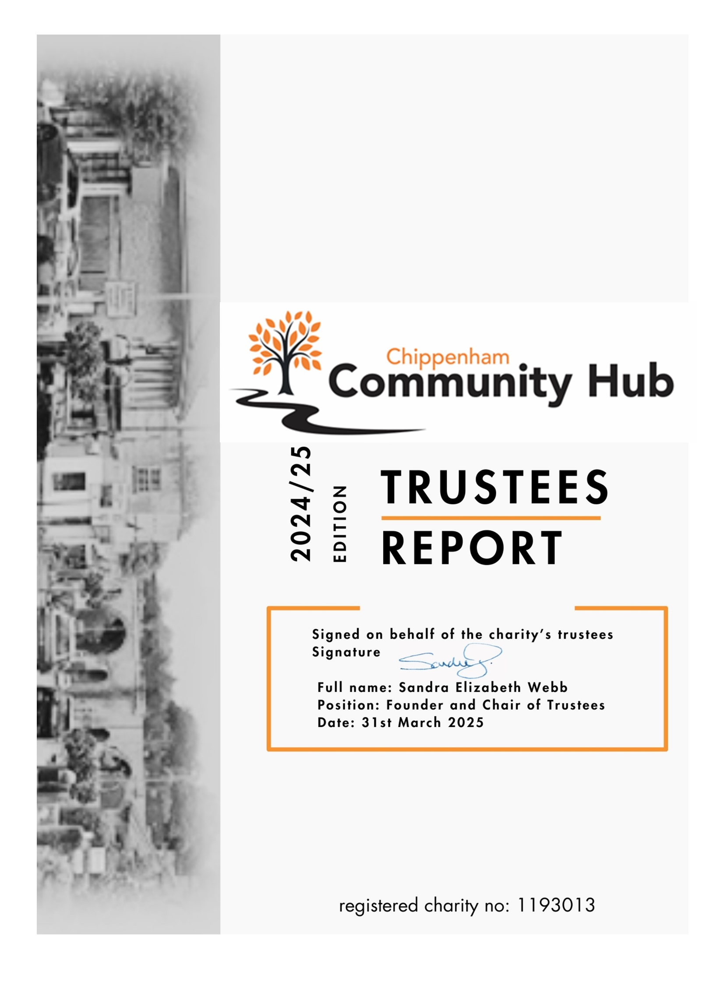 Chippenham
Community Hub
2024/25
EDITION
TRUSTEES
REPORT
Signed on behalf of the charity’s trustees
Signature
Full name: Sandra Elizabeth Webb
Position: Founder and Chair of Trustees
Date: 31st March 2025
registered charity no: 1193013